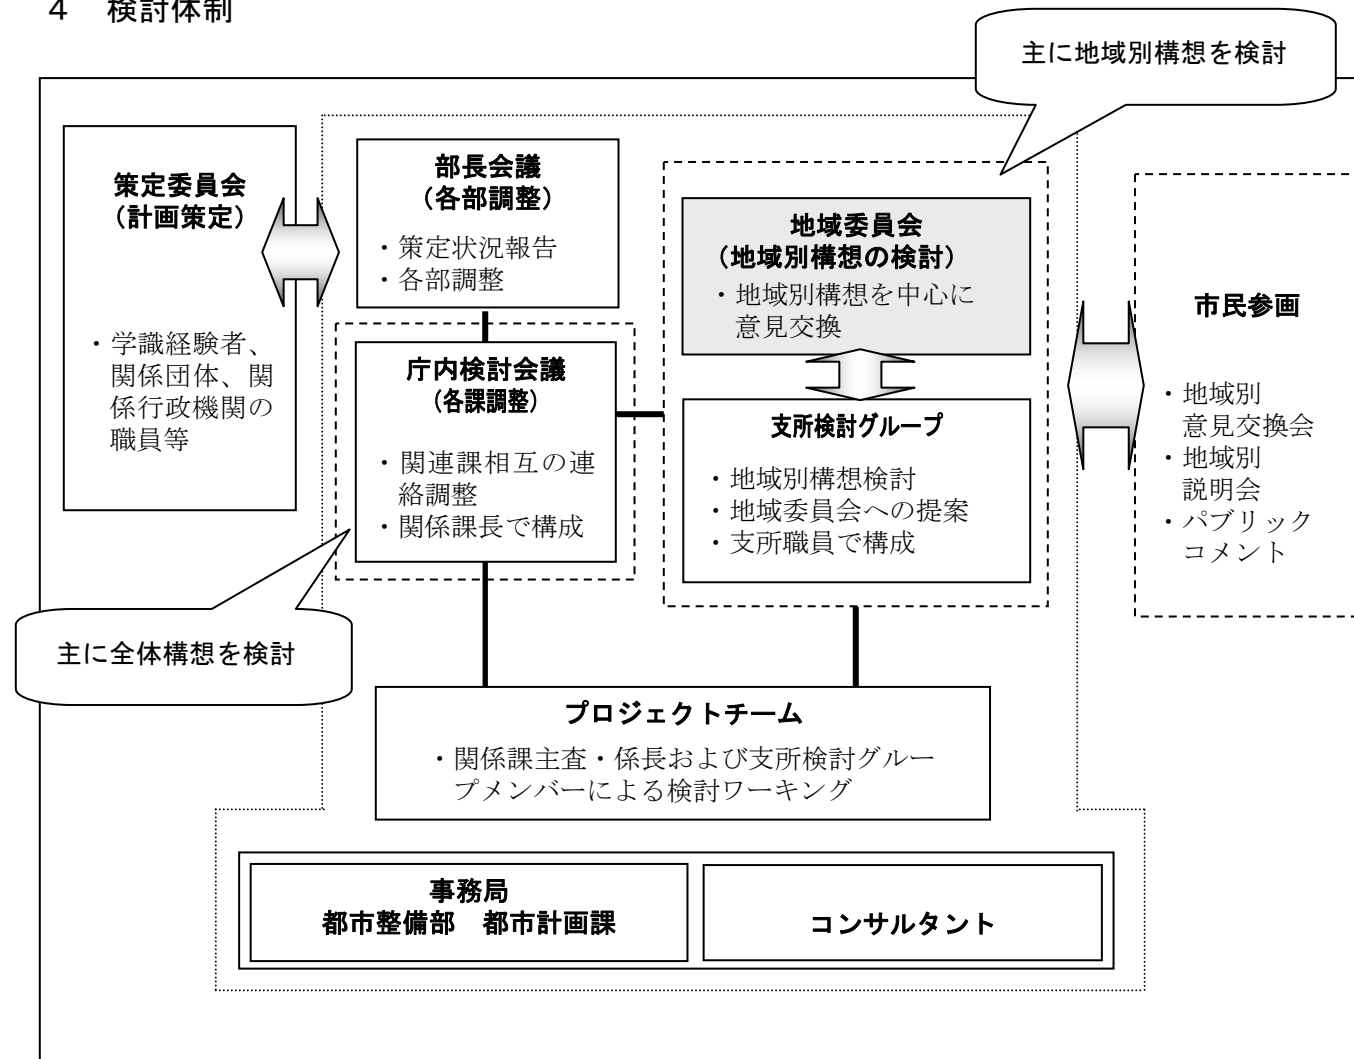 ４　検討体制
主に地域別構想を検討
策定委員会
（計画策定）
・学識経験者、
関係団体、関
係行政機関の
職員等
部長会議
（各部調整）
・策定状況報告
・各部調整
庁内検討会議
（各課調整）
・関連課相互の連
絡調整
・関係課長で構成
地域委員会
（地域別構想の検討）
・地域別構想を中心に
意見交換
支所検討グループ
・地域別構想検討
・地域委員会への提案
・支所職員で構成
市民参画
・地域別
意見交換会
・地域別
説明会
・パブリック
コメント
主に全体構想を検討
プロジェクトチーム
・関係課主査・係長および支所検討グルー
プメンバーによる検討ワーキング
事務局
都市整備部　都市計画課
コンサルタント